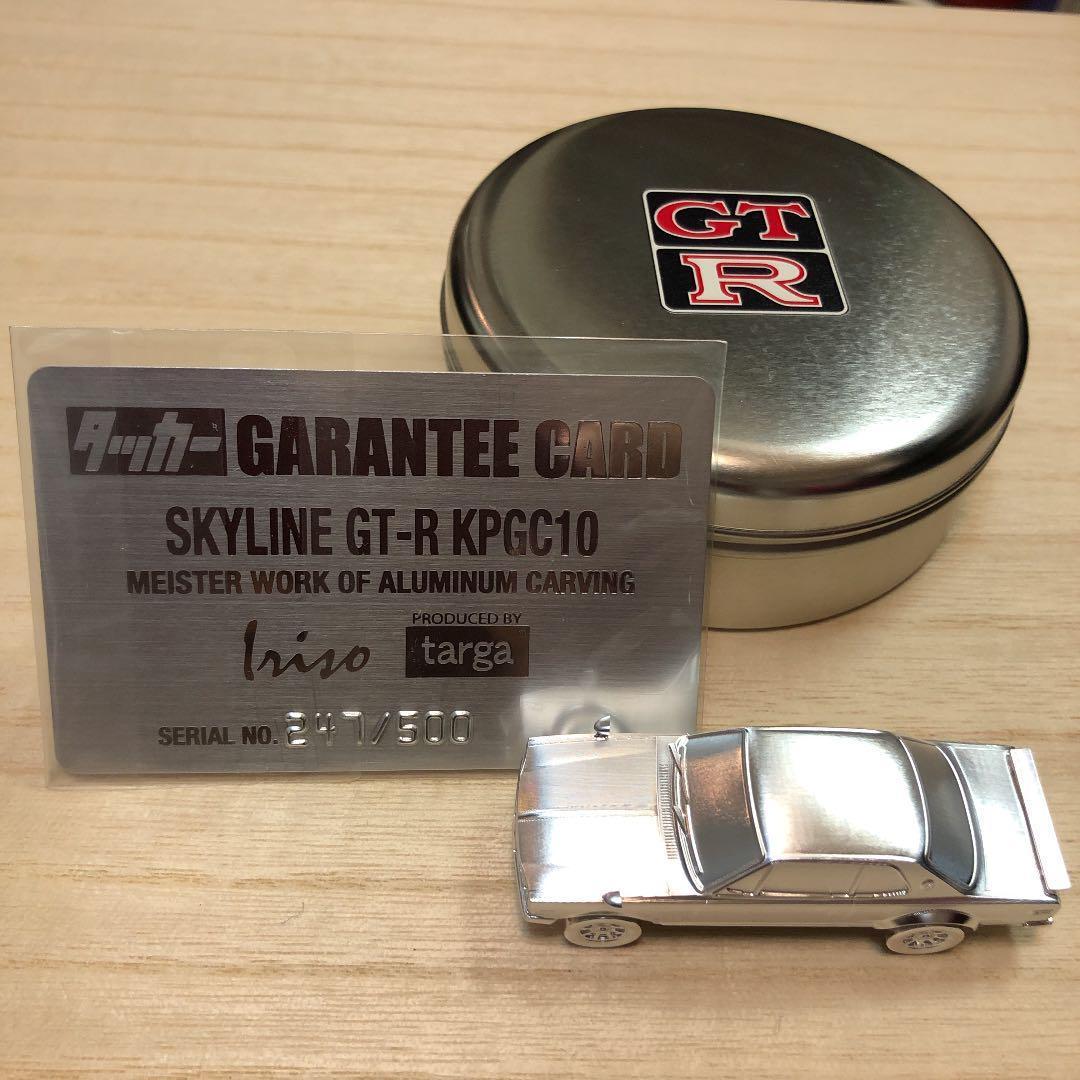 GT
R
タッカー GARANTEE CARD
SKYLINE GT-R KPGC10
MEISTER WORK OF ALUMINUM CARVING
Iriso PRODUCED BY targa
SERIAL NO. 247/500